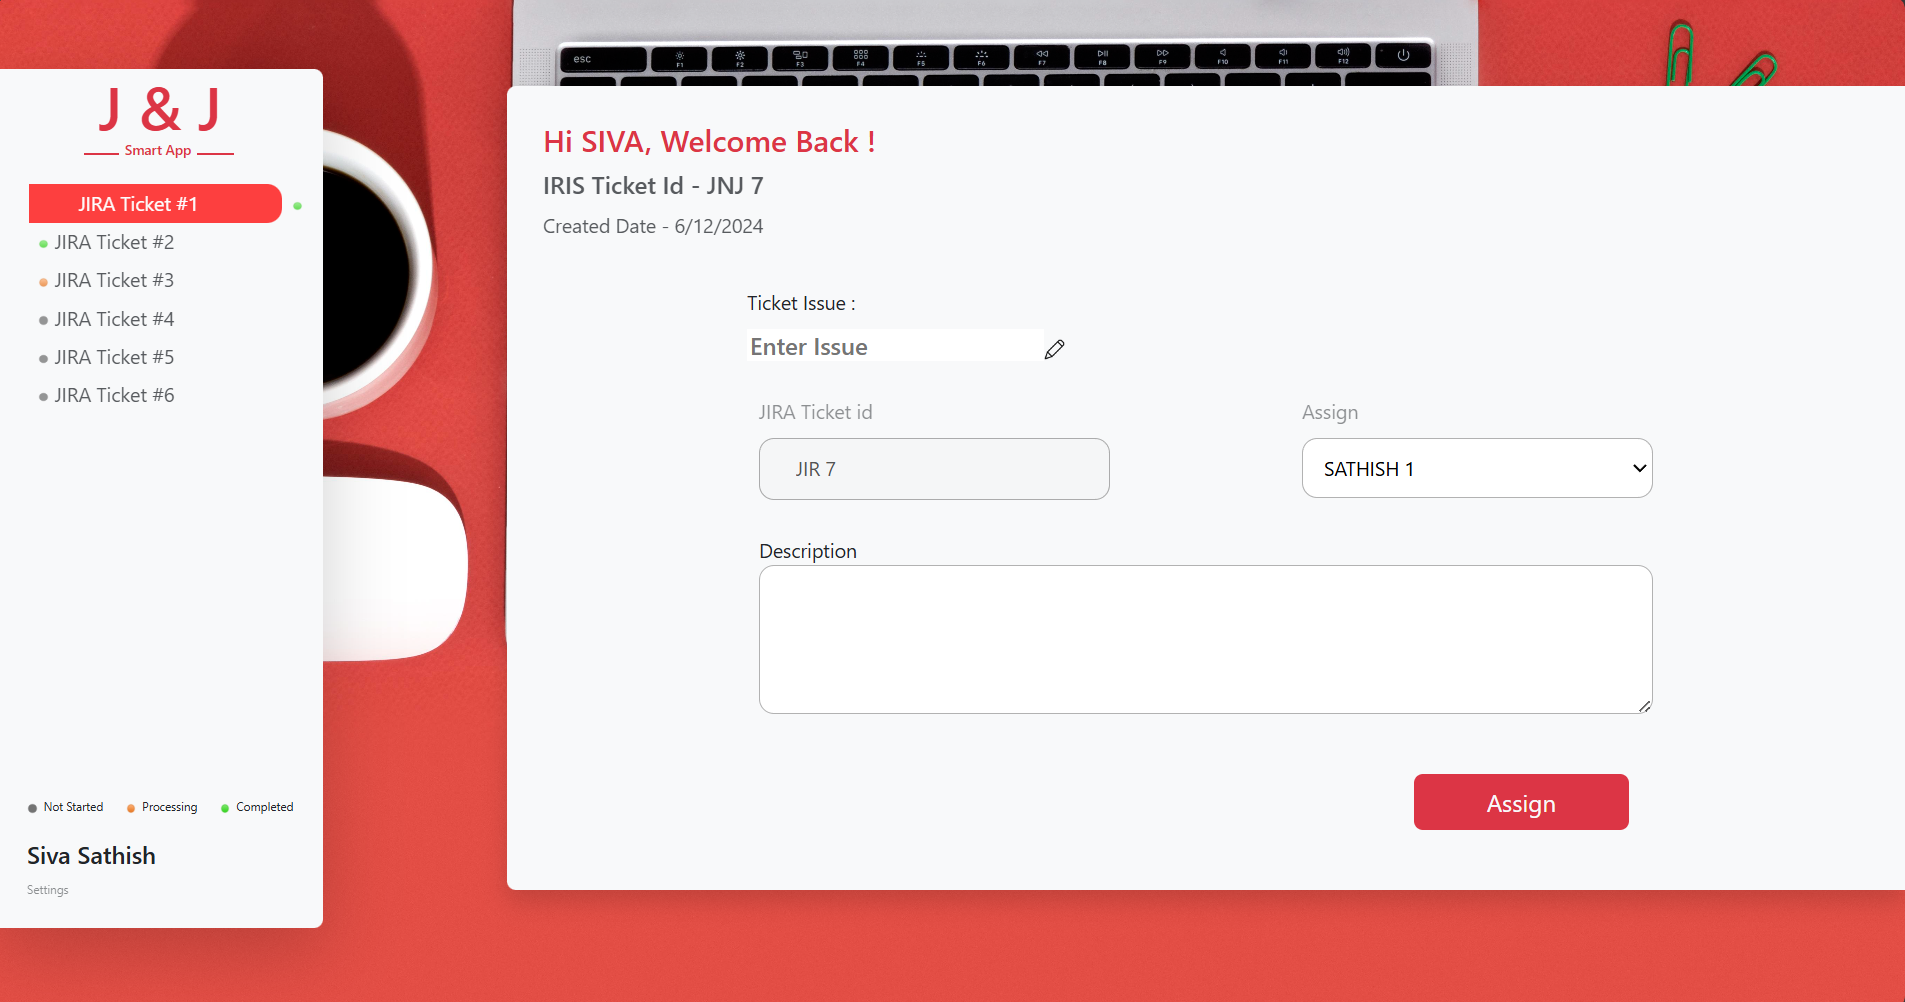 esc
F1 F2 F3 F4 F5 F6 F7 F8 F9 F10 F11 F12
J & J
Smart App
JIRA Ticket #1
JIRA Ticket #2
JIRA Ticket #3
JIRA Ticket #4
JIRA Ticket #5
JIRA Ticket #6
Not Started Processing Completed
Siva Sathish
Settings
Hi SIVA, Welcome Back !
IRIS Ticket Id - JNJ 7
Created Date - 6/12/2024
Ticket Issue :
Enter Issue
JIRA Ticket id Assign
JIR 7 SATHISH 1
Description
Assign